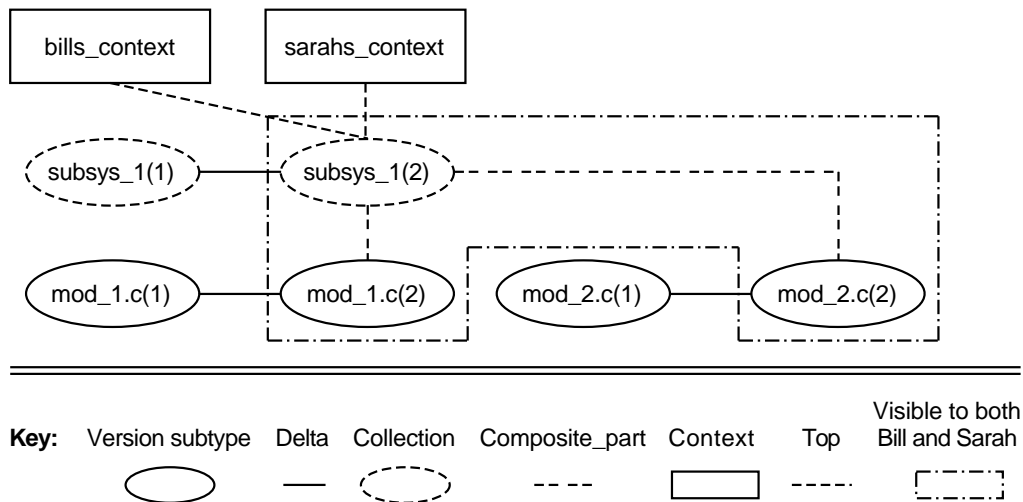 bills_context sarahs_context
subsys_1(1) subsys_1(2)
mod_1.c(1) mod_1.c(2) mod_2.c(1) mod_2.c(2)
Visible to both
Key: Version subtype Delta Collection Composite_part Context Top Bill and Sarah